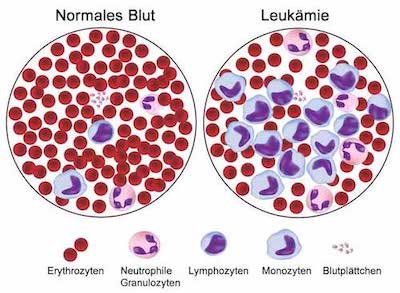 Normales Blut
Leukämie
Erythrozyten
Neutrophile
Granulozyten
Lymphozyten
Monozyten
Blutplättchen